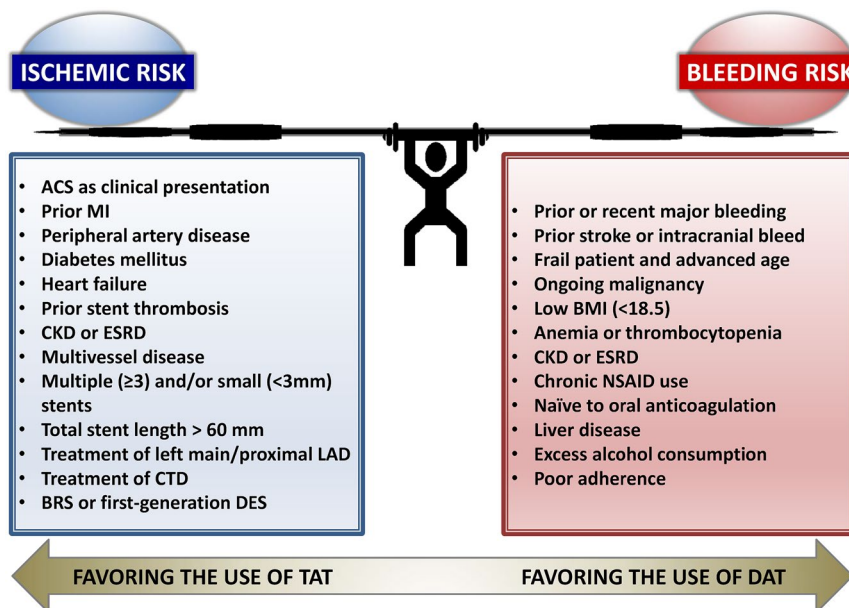 ISCHEMIC RISK
BLEEDING RISK
• ACS as clinical presentation
• Prior MI
• Peripheral artery disease
• Diabetes mellitus
• Heart failure
• Prior stent thrombosis
• CKD or ESRD
• Multivessel disease
• Multiple (≥3) and/or small (<3mm)
stents
• Total stent length > 60 mm
• Treatment of left main/proximal LAD
• Treatment of CTD
• BRS or first-generation DES
• Prior or recent major bleeding
• Prior stroke or intracranial bleed
• Frail patient and advanced age
• Ongoing malignancy
• Low BMI (<18.5)
• Anemia or thrombocytopenia
• CKD or ESRD
• Chronic NSAID use
• Naïve to oral anticoagulation
• Liver disease
• Excess alcohol consumption
• Poor adherence
FAVORING THE USE OF TAT
FAVORING THE USE OF DAT